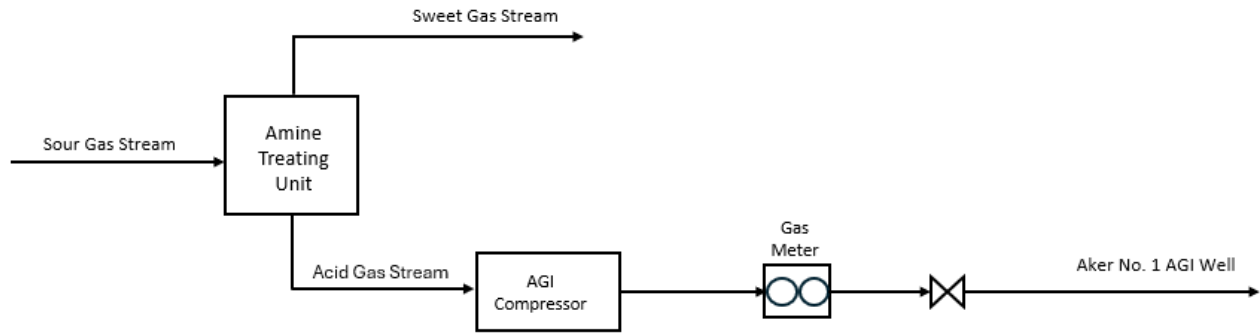 Sweet Gas Stream
Sour Gas Stream
Amine
Treating
Unit
Acid Gas Stream
AGI
Compressor
Gas
Meter
Aker No. 1 AGI Well